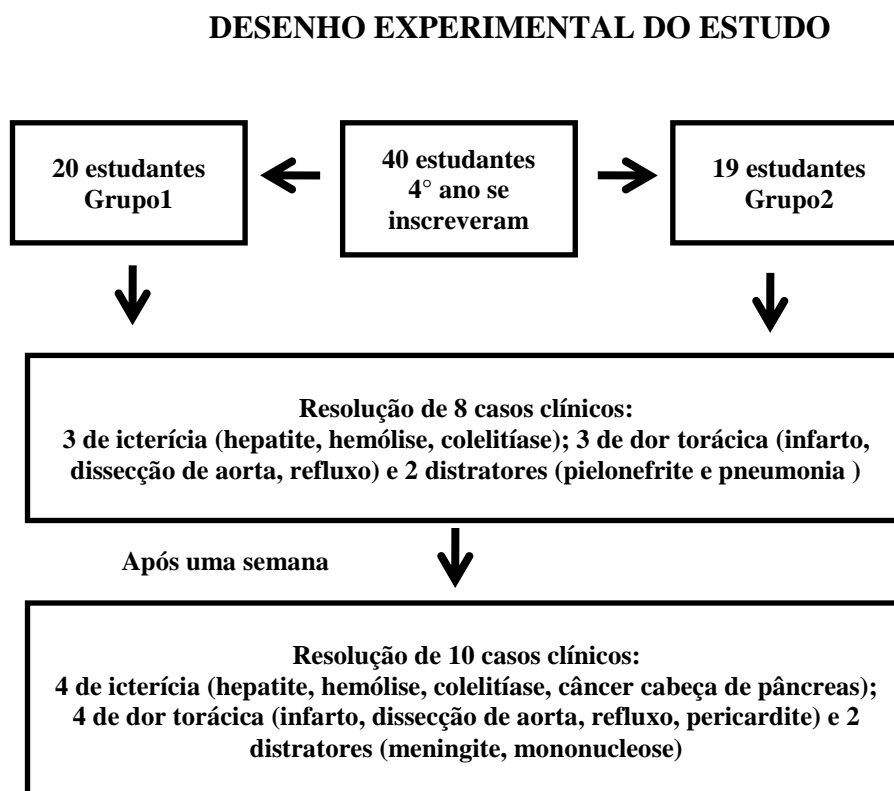 DESENHO EXPERIMENTAL DO ESTUDO
20 estudantes
Grupo1
40 estudantes
4° ano se
inscreveram
19 estudantes
Grupo2
Resolução de 8 casos clínicos:
3 de icterícia (hepatite, hemólise, colelitíase); 3 de dor torácica (infarto,
dissecção de aorta, refluxo) e 2 distratores (pielonefrite e pneumonia )
Após uma semana
Resolução de 10 casos clínicos:
4 de icterícia (hepatite, hemólise, colelitíase, câncer cabeça de pâncreas);
4 de dor torácica (infarto, dissecção de aorta, refluxo, pericardite) e 2
distratores (meningite, mononucleose)